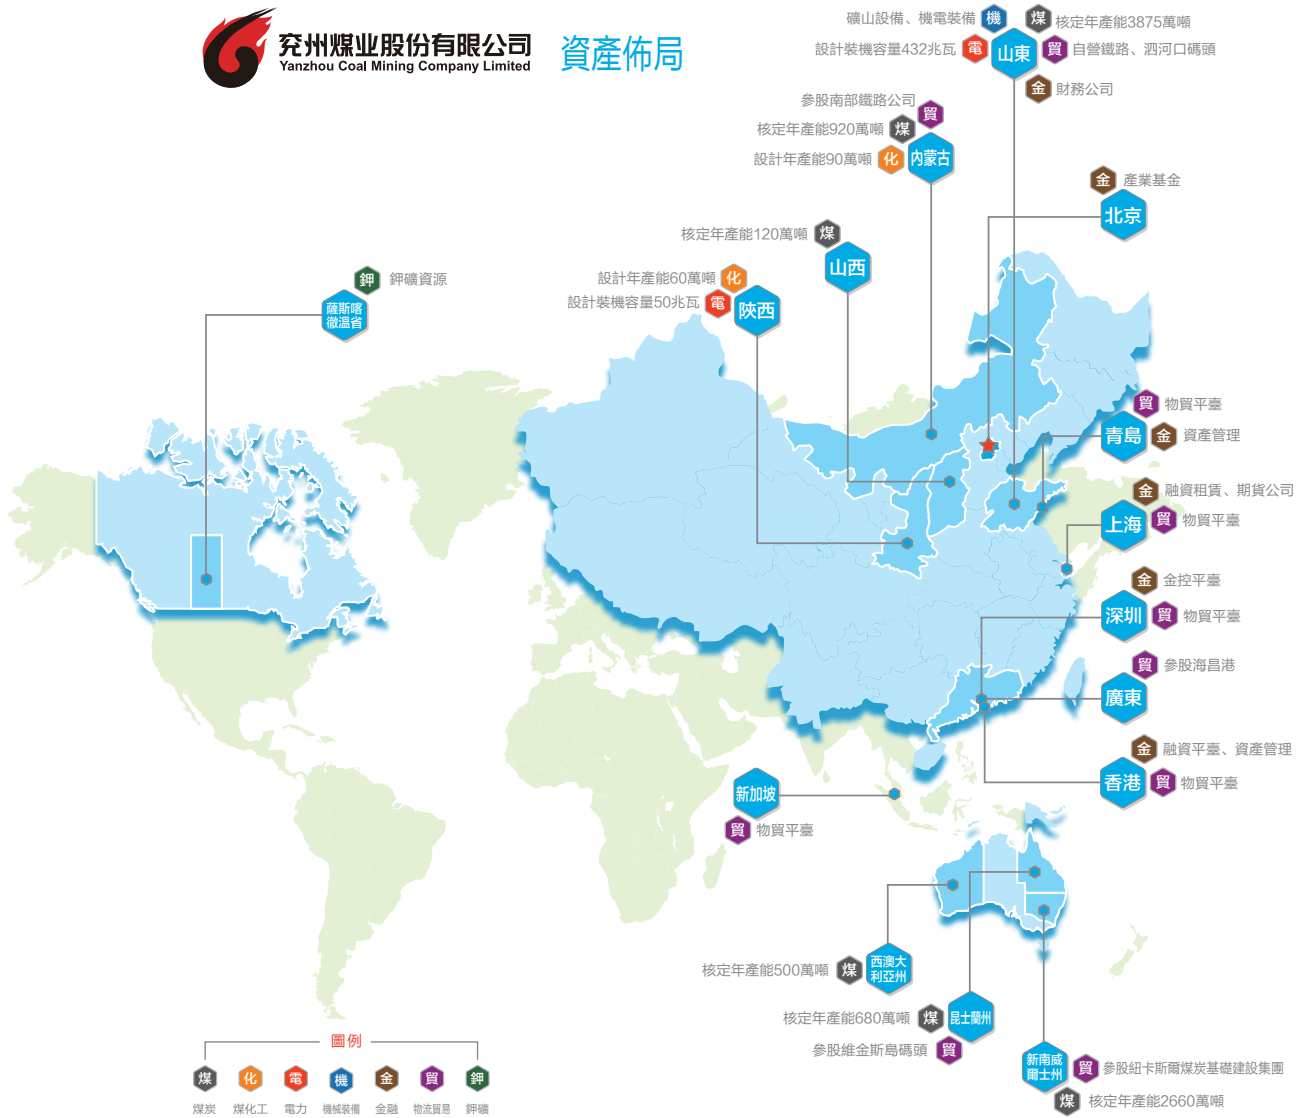 兖州煤业股份有限公司
Yanzhou Coal Mining Company Limited
資產佈局
礦山設備、機電裝備 機
煤 核定年產能3875萬噸
設計裝機容量432兆瓦 電
山東
貿 自營鐵路、泗河口碼頭
金 財務公司
參股南部鐵路公司 貿
核定年產能920萬噸 煤
設計年產能90萬噸 化
內蒙古
金 產業基金
北京
核定年產能120萬噸 煤
山西
設計年產能60萬噸 化
設計裝機容量50兆瓦 電
陝西
鉀 鉀礦資源
薩斯喀
徹溫省
貿 物貿平臺
青島
金 資產管理
金 融資租賃、期貨公司
上海
貿 物貿平臺
金 金控平臺
深圳
貿 物貿平臺
貿 參股海昌港
廣東
金 融資平臺、資產管理
香港
貿 物貿平臺
新加坡
貿 物貿平臺
核定年產能500萬噸 煤
西澳大
利亞州
核定年產能680萬噸 煤
昆士蘭州
參股維金斯島碼頭 貿
新南威
爾士州
貿 參股紐卡斯爾煤炭基礎建設集團
煤 核定年產能2660萬噸
圖例
煤 化 電 機 金 貿 鉀
煤炭 煤化工 電力 機械裝備 金融 物流貿易 鉀礦